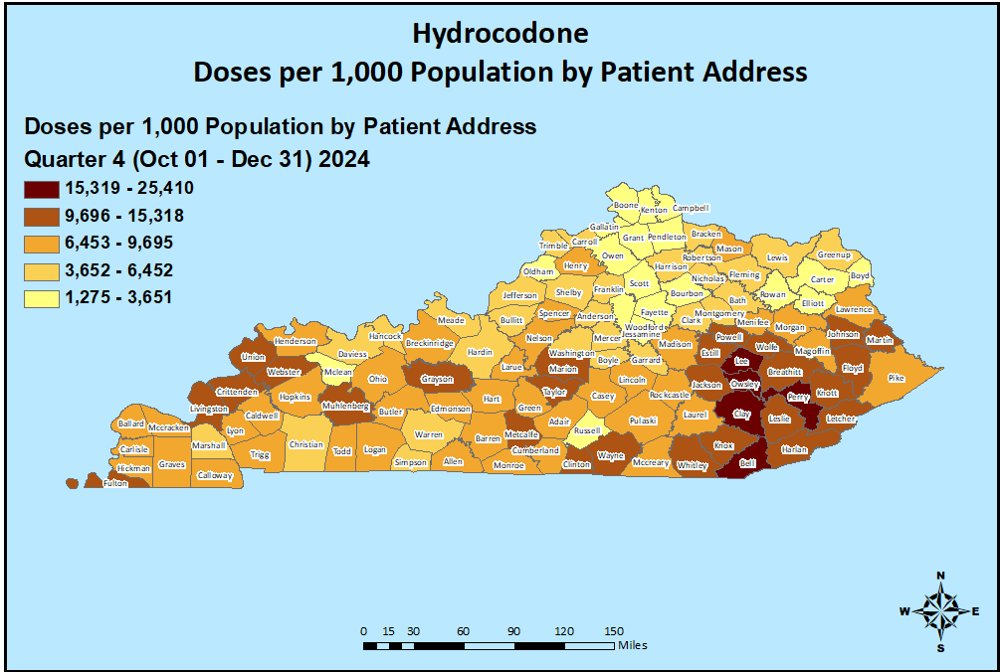 Hydrocodone
Doses per 1,000 Population by Patient Address
Doses per 1,000 Population by Patient Address
Quarter 4 (Oct 01 - Dec 31) 2024
15,319 - 25,410
9,696 - 15,318
6,453 - 9,695
3,652 - 6,452
1,275 - 3,651
Boone
Kenton
Campbell
Gallatin
Grant
Pendleton
Bracken
Trimble
Carroll
Owen
Mason
Robertson
Lewis
Greenup
Oldham
Henry
Harrison
Nicholas
Fleming
Carter
Boyd
Jefferson
Shelby
Franklin
Scott
Bourbon
Bath
Rowan
Elliott
Spencer
Anderson
Fayette
Montgomery
Lawrence
Meade
Bullitt
Woodford
Clark
Menifee
Morgan
Hancock
Breckinridge
Nelson
Mercer
Jessamine
Madison
Powell
Johnson
Martin
Henderson
Daviess
Hardin
Washington
Boyle
Garrard
Estill
Wolfe
Magoffin
Union
Webster
Mclean
Ohio
Grayson
Larue
Marion
Lincoln
Lee
Breathitt
Floyd
Pike
Crittenden
Hopkins
Muhlenberg
Butler
Edmonson
Hart
Taylor
Green
Casey
Rockcastle
Jackson
Owsley
Perry
Knott
Livingston
Caldwell
Ballard
Mccracken
Lyon
Warren
Barren
Metcalfe
Adair
Russell
Pulaski
Laurel
Clay
Leslie
Letcher
Carlisle
Marshall
Trigg
Christian
Todd
Logan
Simpson
Allen
Monroe
Cumberland
Clinton
Wayne
Mccreary
Whitley
Knox
Bell
Harlan
Hickman
Graves
Calloway
Fulton
N
W
E
S
0 15 30 60 90 120 150
Miles